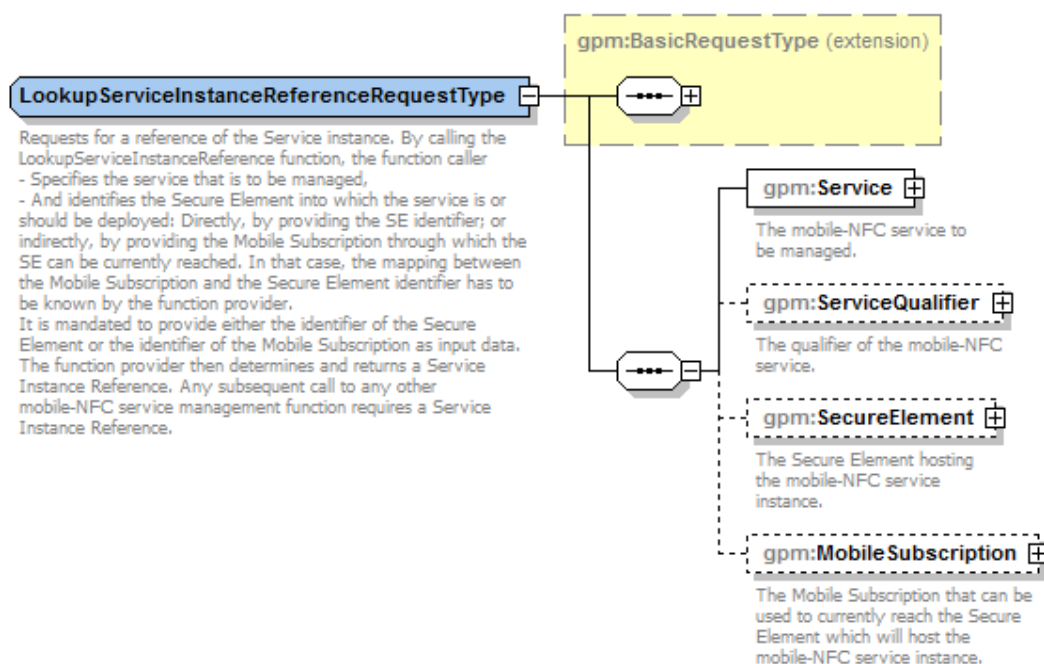 gpm:BasicRequestType (extension)
LookupServiceInstanceReferenceRequestType
Requests for a reference of the Service instance. By calling the
LookupServiceInstanceReference function, the function caller
- Specifies the service that is to be managed,
- And identifies the Secure Element into which the service is or
should be deployed: Directly, by providing the SE identifier; or
indirectly, by providing the Mobile Subscription through which the
SE can be currently reached. In that case, the mapping between
the Mobile Subscription and the Secure Element identifier has to
be known by the function provider.
It is mandated to provide either the identifier of the Secure
Element or the identifier of the Mobile Subscription as input data.
The function provider then determines and returns a Service
Instance Reference. Any subsequent call to any other
mobile-NFC service management function requires a Service
Instance Reference.
gpm:Service
The mobile-NFC service to
be managed.
gpm:ServiceQualifier
The qualifier of the mobile-NFC
service.
gpm:SecureElement
The Secure Element hosting
the mobile-NFC service
instance.
gpm:MobileSubscription
The Mobile Subscription that can be
used to currently reach the Secure
Element which will host the
mobile-NFC service instance.